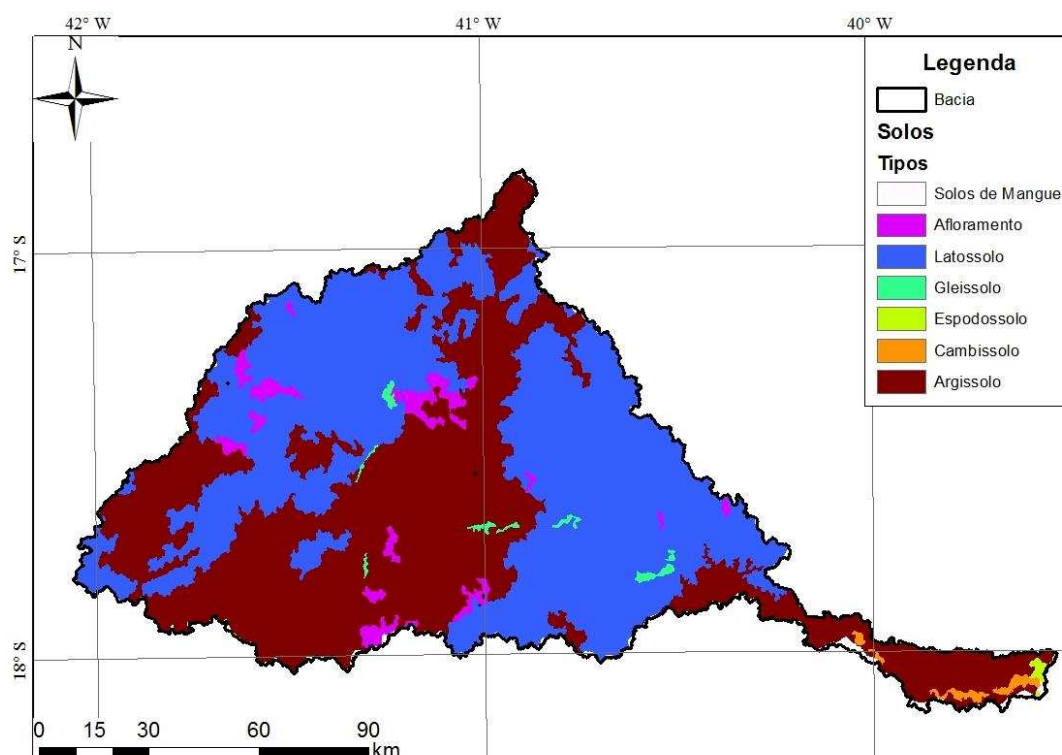 42° W
41° W
40° W
N
17° S
18° S
Legenda
Bacia
Solos
Tipos
Solos de Mangue
Afloramento
Latossolo
Gleissolo
Espodossolo
Cambissolo
Argissolo
0 15 30 60 90
km